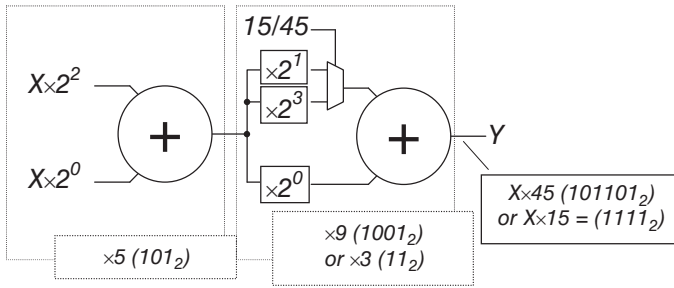 15/45
X×2²
X×2⁰
+
×2¹
×2³
×2⁰
+
Y
×5 (101₂)
×9 (1001₂)
or ×3 (11₂)
X×45 (101101₂)
or X×15 = (1111₂)